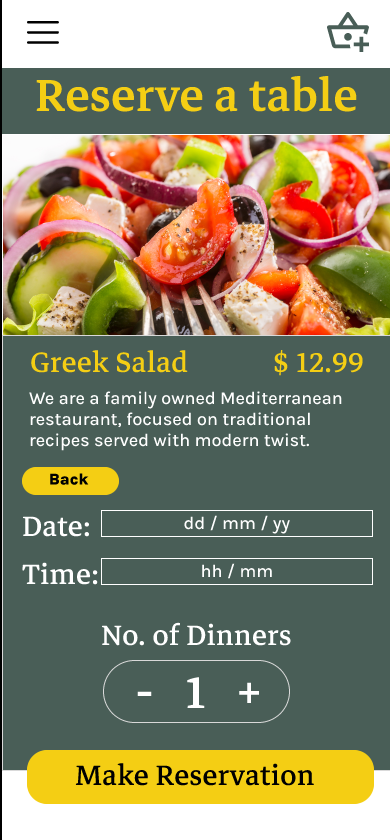 Reserve a table
Greek Salad $ 12.99
We are a family owned Mediterranean
restaurant, focused on traditional
recipes served with modern twist.
Back
Date: dd / mm / yy
Time: hh / mm
No. of Dinners
- 1 +
Make Reservation